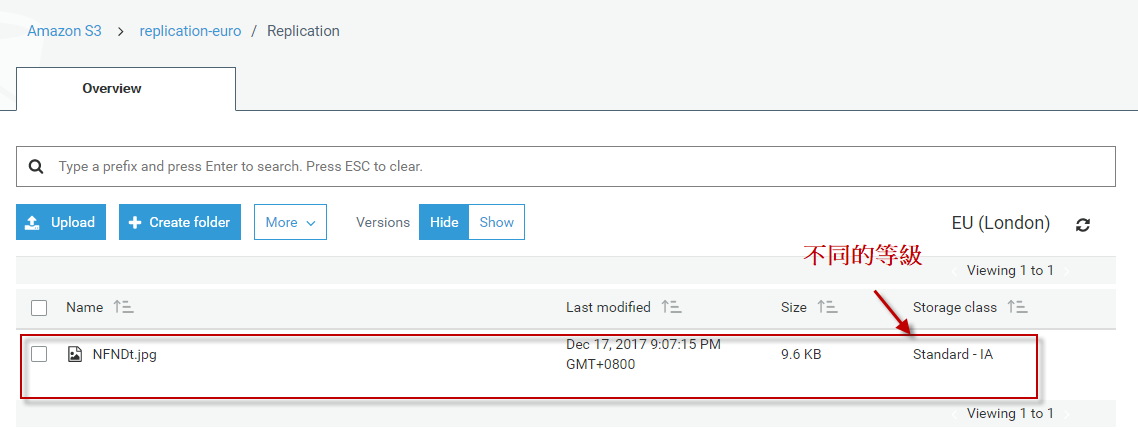 Amazon S3 > replication-euro / Replication
Overview
Type a prefix and press Enter to search. Press ESC to clear.
Upload Create folder More Versions Hide Show EU (London)
不同的等級
Viewing 1 to 1
Name Last modified Size Storage class
NFNDt.jpg Dec 17, 2017 9:07:15 PM 9.6 KB Standard - IA
GMT+0800
Viewing 1 to 1